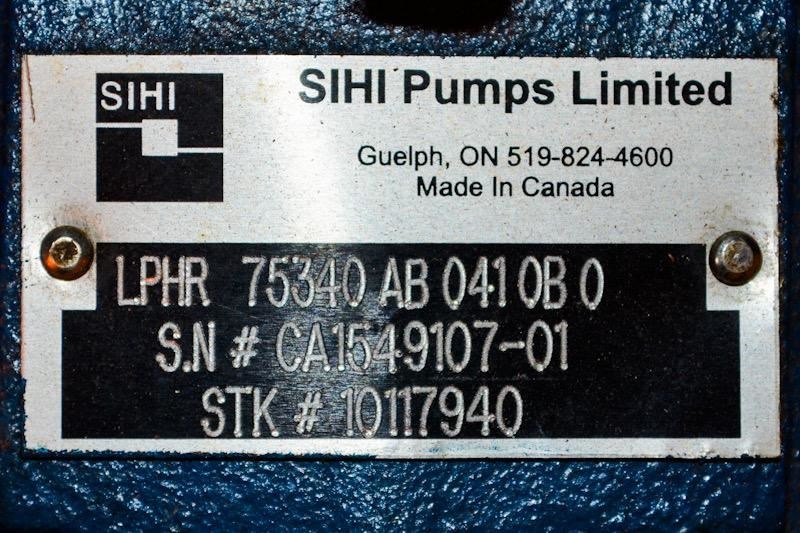 SIHI
SIHI Pumps Limited
Guelph, ON 519-824-4600
Made In Canada
LPHR 75340 AB 041 0B 0
S.N # CA1549107-01
STK # 10117940